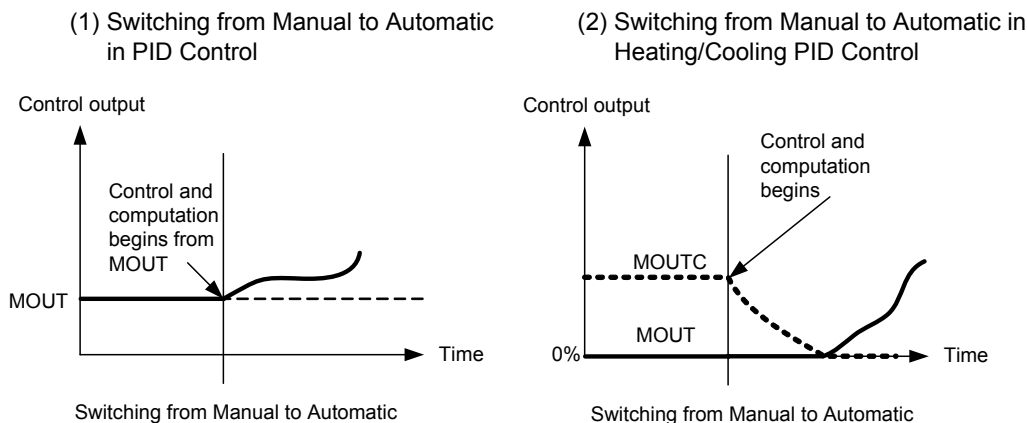 (1) Switching from Manual to Automatic
in PID Control
Control output
Control and
computation
begins from
MOUT
MOUT
Time
Switching from Manual to Automatic
(2) Switching from Manual to Automatic in
Heating/Cooling PID Control
Control output
Control and
computation
begins
MOUTC
MOUT
0%
Time
Switching from Manual to Automatic